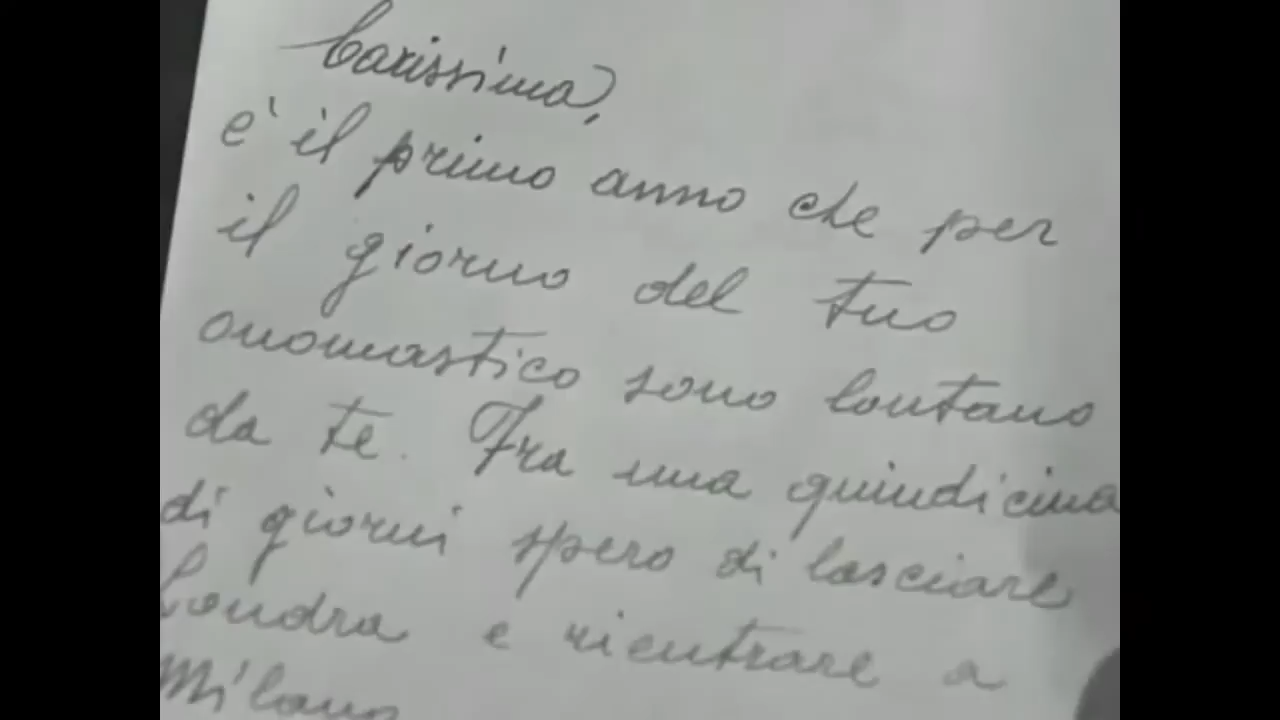 Carissima,
e' il primo anno che per
il giorno del tuo
onomastico sono lontano
da te. Fra una quindicina
di giorni spero di lasciare
Londra e rientrare a
Milano